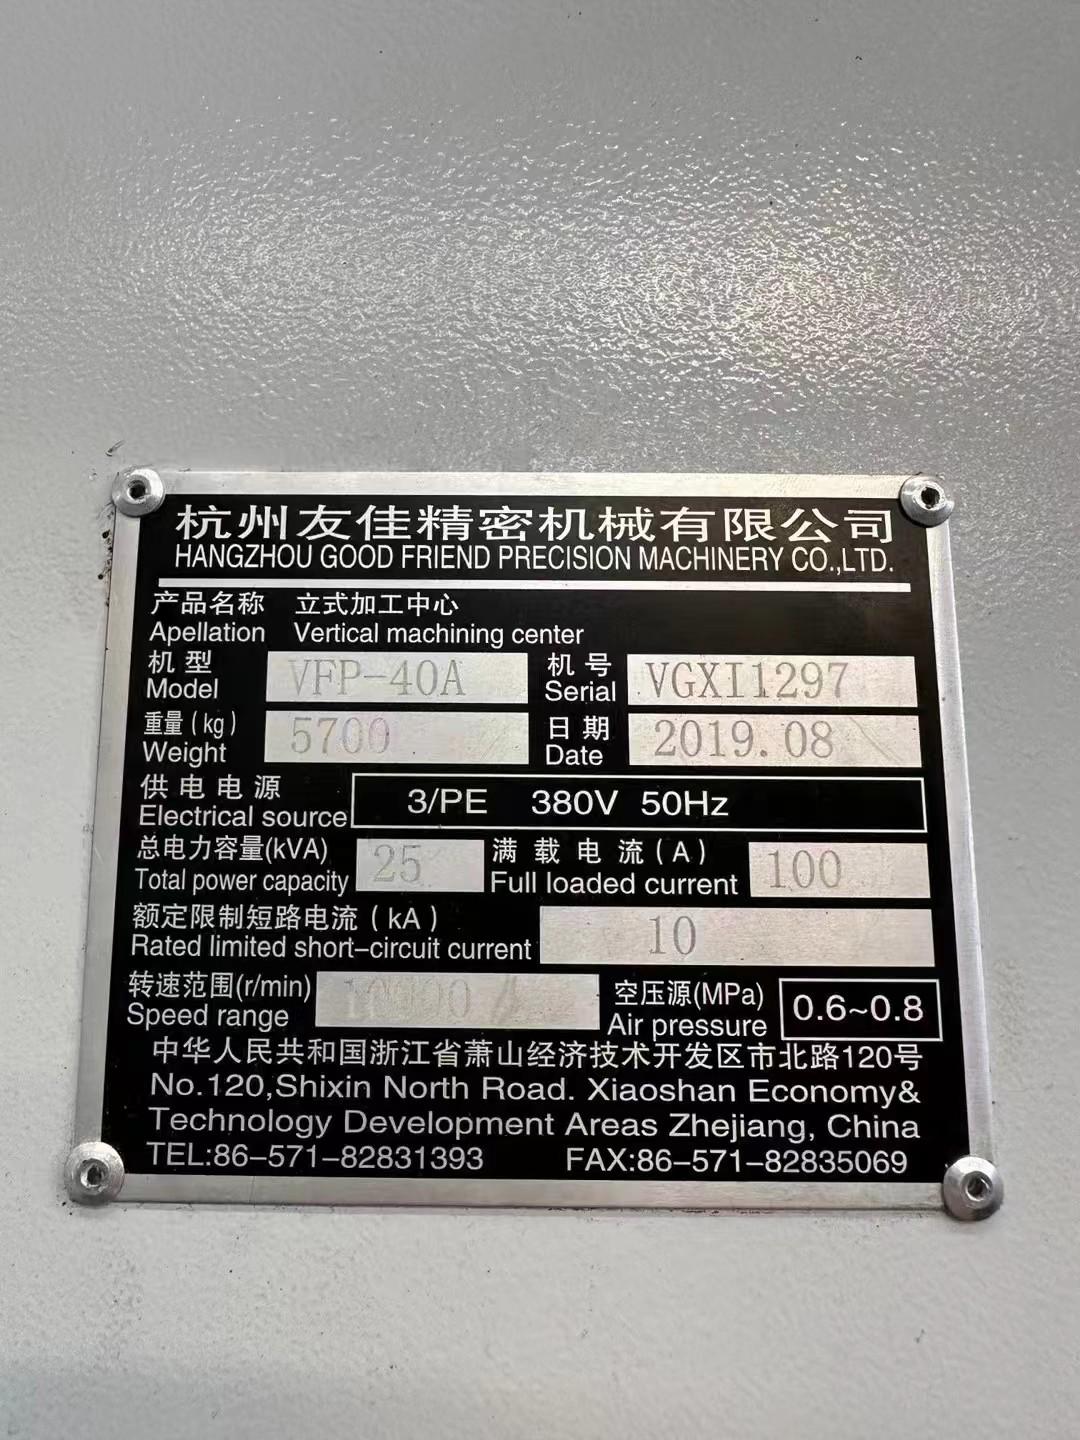 杭州友佳精密机械有限公司
HANGZHOU GOOD FRIEND PRECISION MACHINERY CO.,LTD.
产品名称 立式加工中心
Apellation Vertical machining center
机型 VFP-40A 机号 VGXI1297
Model Serial
重量(kg) 5700 日期 2019.08
Weight Date
供电电源
Electrical source 3/PE 380V 50Hz
总电力容量(kVA) 25 满载电流(A) 100
Total power capacity Full loaded current
额定限制短路电流(kA) 10
Rated limited short-circuit current
转速范围(r/min) 空压源(MPa) 0.6~0.8
Speed range Air pressure
中华人民共和国浙江省萧山经济技术开发区市北路120号
No.120,Shixin North Road. Xiaoshan Economy&
Technology Development Areas Zhejiang, China
TEL:86-571-82831393 FAX:86-571-82835069